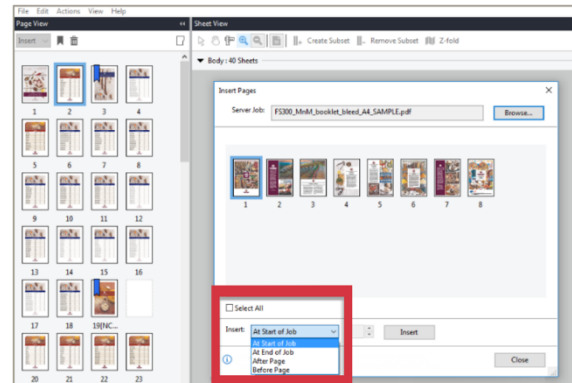 File Edit Actions View Help
Page View
Sheet View
Insert
Create Subset Remove Subset Z-fold
Body : 40 Sheets
1 2 3 4
5 6 7 8
9 10 11 12
13 14 15 16
17 18 19[NC...
20 21 22 23
Insert Pages
Server Job: FS300_MnM_booklet_bleed_A4_SAMPLE.pdf Browse...
1 2 3 4 5 6 7 8
Select All
Insert: At Start of Job Insert
At Start of Job
At End of Job
After Page
Before Page
Close